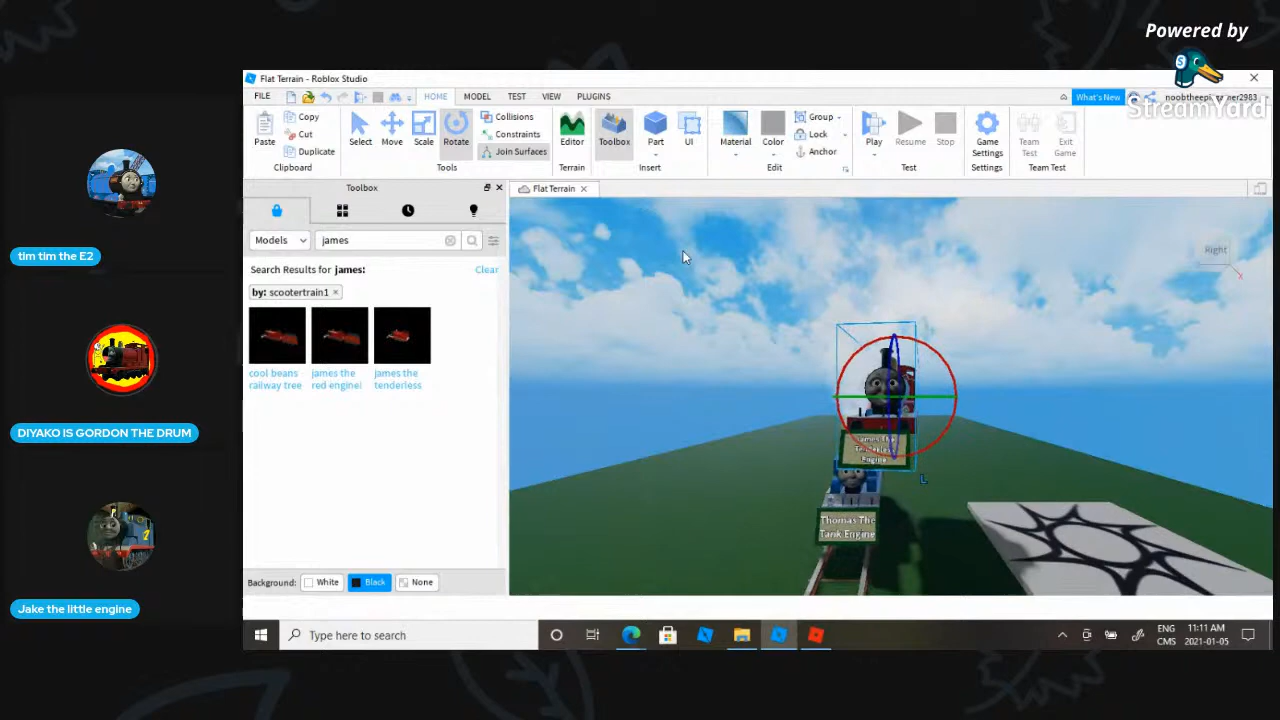 Powered by
StreamYard
Flat Terrain - Roblox Studio
FILE
HOME
MODEL
TEST
VIEW
PLUGINS
What's New
Copy
Cut
Duplicate
Paste
Clipboard
Select
Move
Scale
Rotate
Collisions
Constraints
Join Surfaces
Tools
Editor
Terrain
Toolbox
Part
UI
Insert
Material
Color
Group
Lock
Anchor
Edit
Play
Resume
Stop
Test
Game
Settings
Settings
Team
Test
Exit
Game
Team Test
Toolbox
Flat Terrain
Models
james
Search Results for james:
Clear
by: scootertrain1
cool beans
railway tree
james the
red engine!
james the
tenderless
Right
X
James The
Tenderless
Engine
L
Thomas The
Tank Engine
Background:
White
Black
None
tim tim the E2
DIYAKO IS GORDON THE DRUM
Jake the little engine
Type here to search
ENG
CMS
11:11 AM
2021-01-05